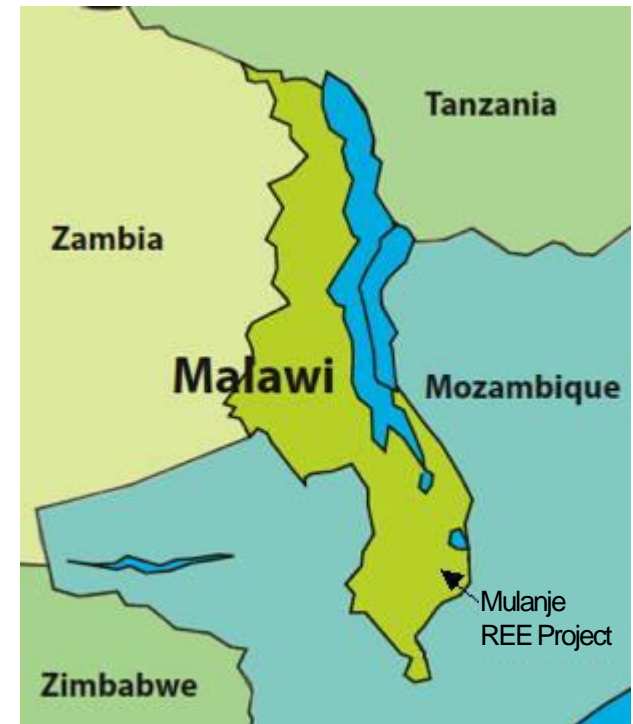 Tanzania
Zambia
Malawi
Mozambique
Mulanje
REE Project
Zimbabwe